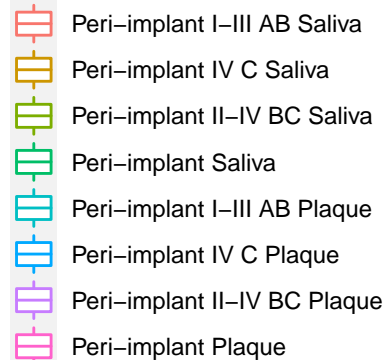 Peri−implant I−III AB Saliva
Peri−implant IV C Saliva
Peri−implant II−IV BC Saliva
Peri−implant Saliva
Peri−implant I−III AB Plaque
Peri−implant IV C Plaque
Peri−implant II−IV BC Plaque
Peri−implant Plaque